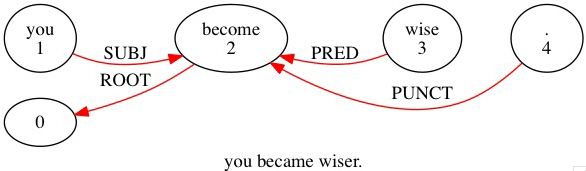 you
1
become
2
wise
3
.
4
SUBJ
PRED
ROOT
PUNCT
0
you became wiser.